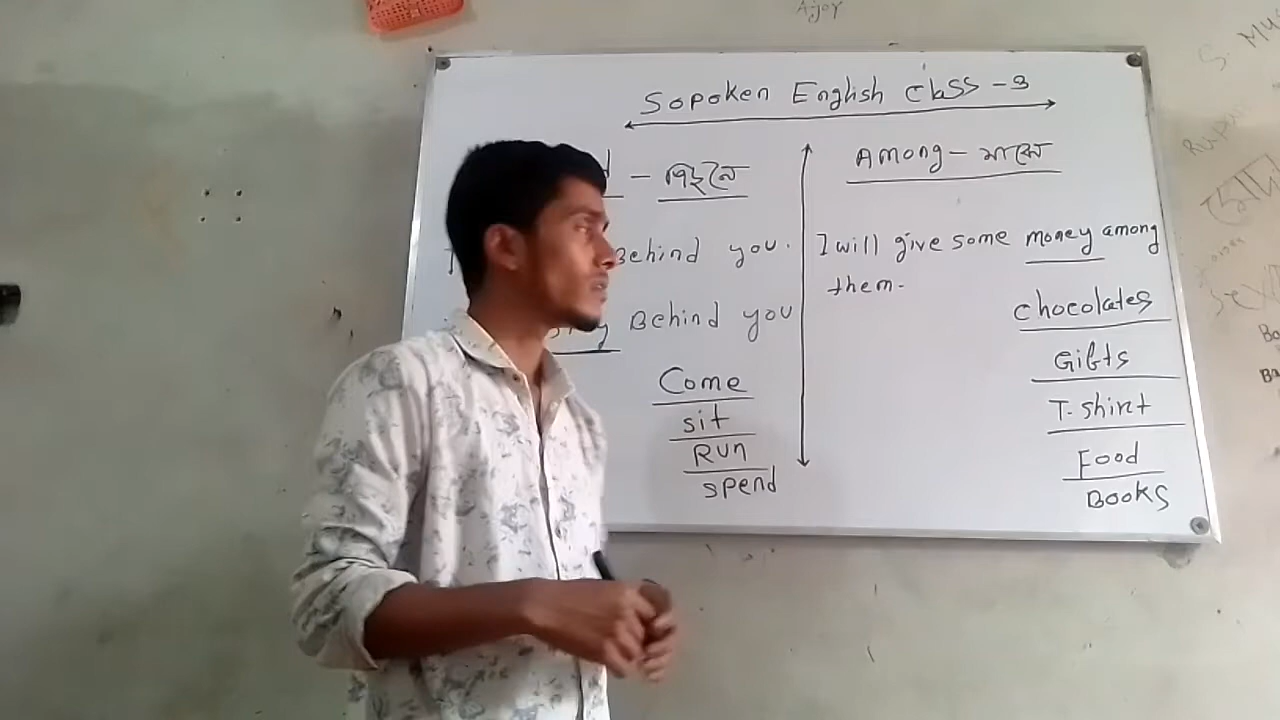 Ajoy
Sopoken English class - 3
- পিছনে
Behind you.
Behind you
Come
sit
Run
spend
Among - মাঝে
I will give some money among
them.
chocolates
Gifts
T-shirt
Food
Books